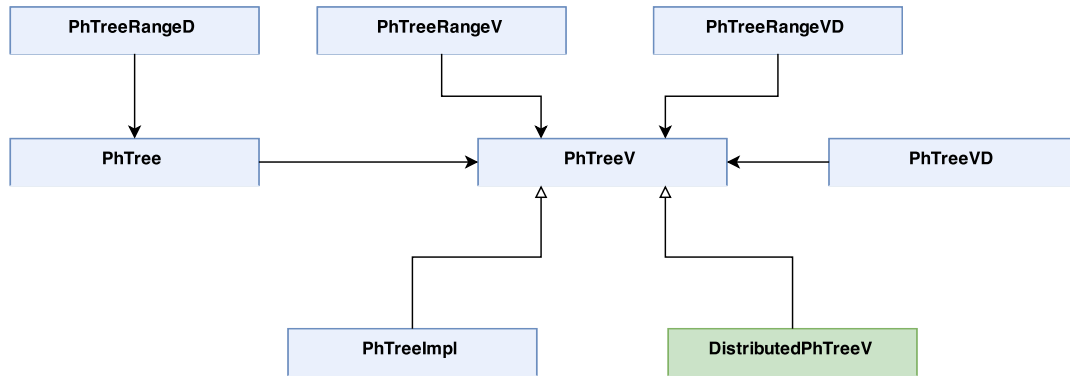 PhTreeRangeD
PhTreeRangeV
PhTreeRangeVD
PhTree
PhTreeV
PhTreeVD
PhTreeImpl
DistributedPhTreeV